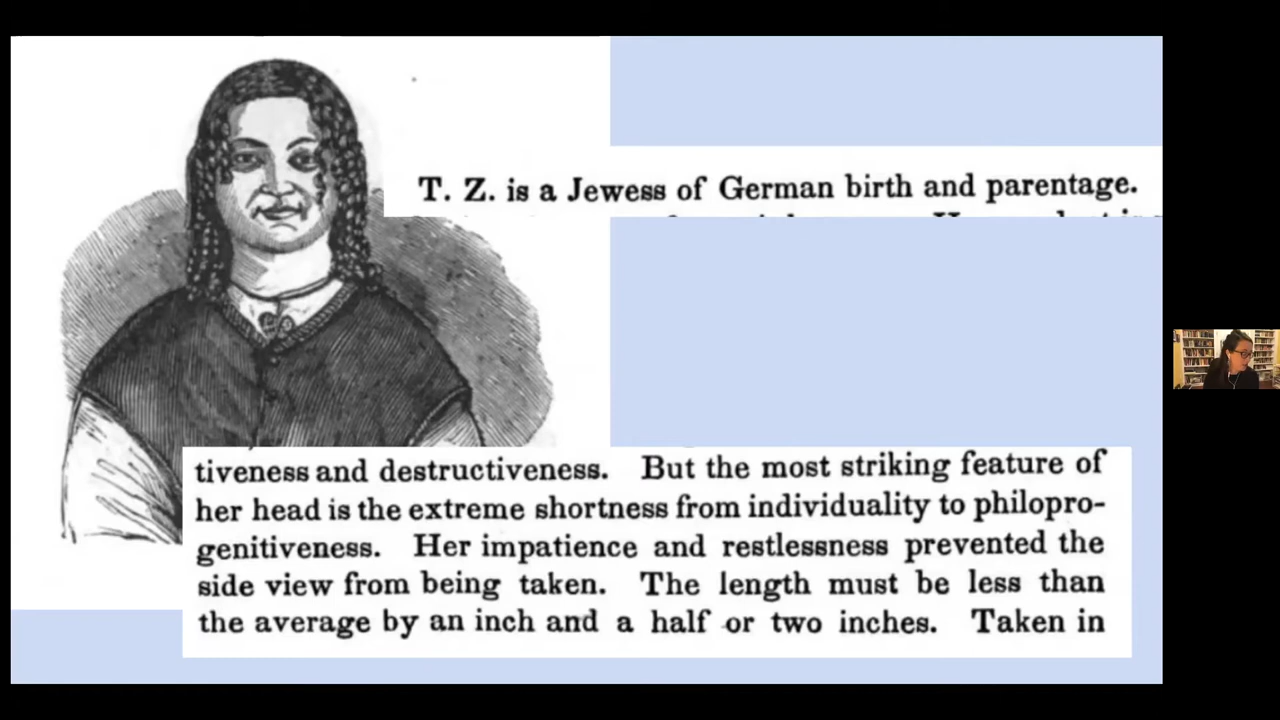 T. Z. is a Jewess of German birth and parentage.
tiveness and destructiveness. But the most striking feature of
her head is the extreme shortness from individuality to philopro-
genitiveness. Her impatience and restlessness prevented the
side view from being taken. The length must be less than
the average by an inch and a half or two inches. Taken in